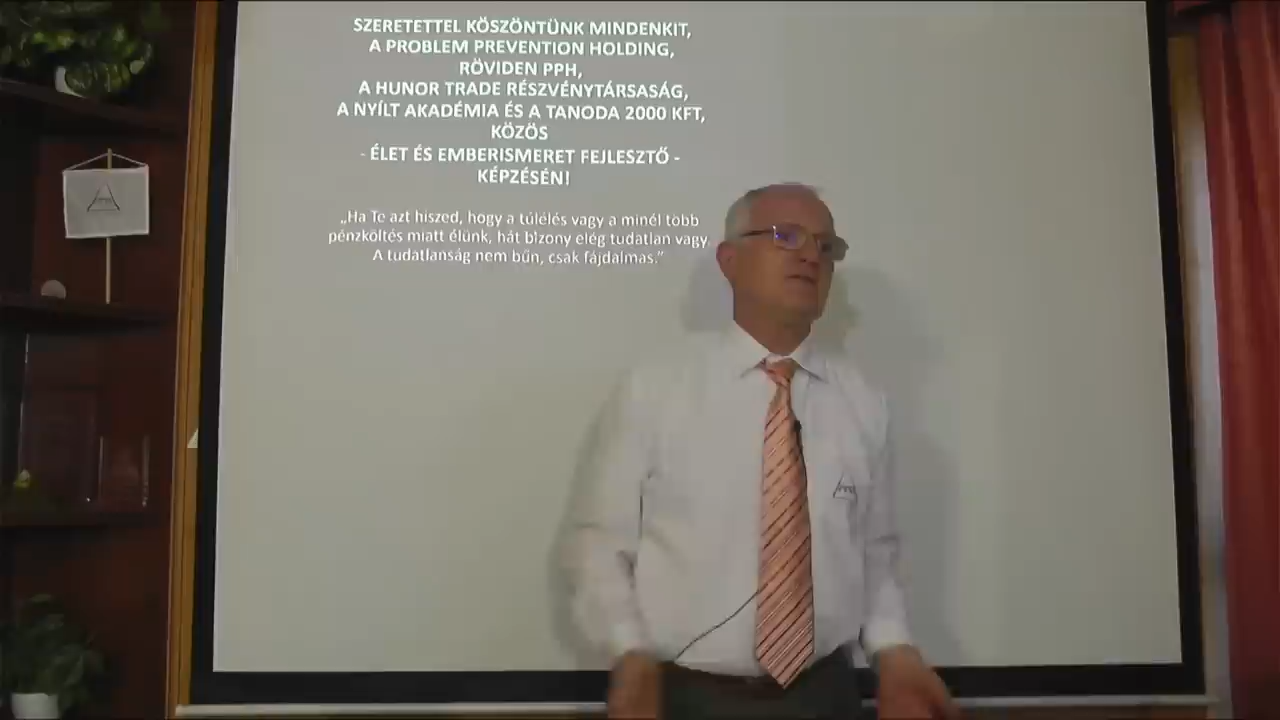 SZERETETTEL KÖSZÖNTÜNK MINDENKIT,
A PROBLEM PREVENTION HOLDING,
RÖVIDEN PPH,
A HUNOR TRADE RÉSZVÉNYTÁRSASÁG,
A NYÍLT AKADÉMIA ÉS A TANODA 2000 KFT,
KÖZÖS
- ÉLET ÉS EMBERISMERET FEJLESZTŐ -
KÉPZÉSÉN!
„Ha Te azt hiszed, hogy a túlélés vagy a minél több
pénzköltés miatt élünk, hát bizony elég tudatlan vagy.
A tudatlanság nem bűn, csak fájdalmas.”